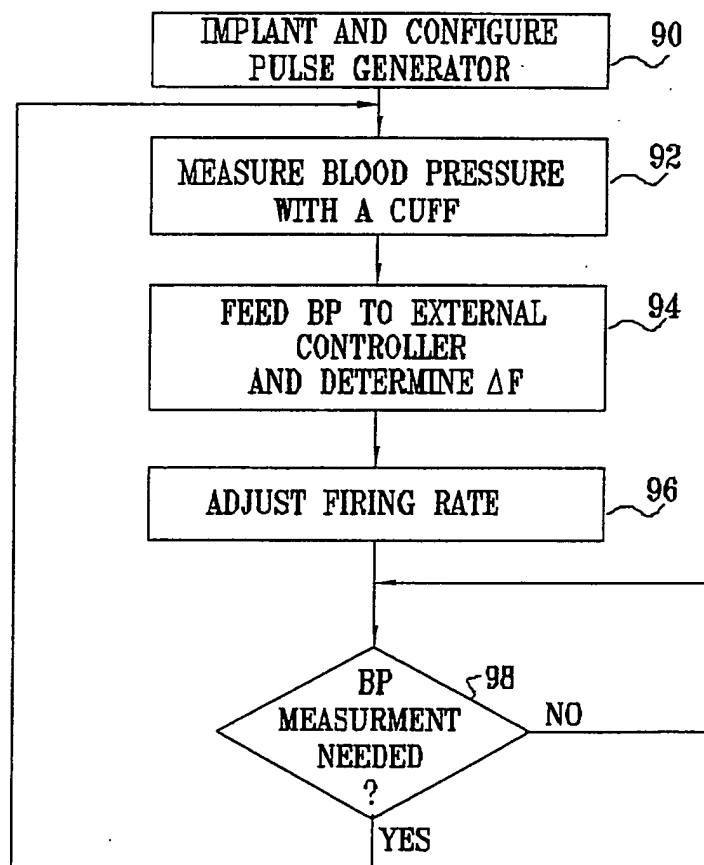 IMPLANT AND CONFIGURE
PULSE GENERATOR
90
MEASURE BLOOD PRESSURE
WITH A CUFF
92
FEED BP TO EXTERNAL
CONTROLLER
AND DETERMINE ΔF
94
ADJUST FIRING RATE
96
BP
MEASURMENT
NEEDED
?
98
NO
YES